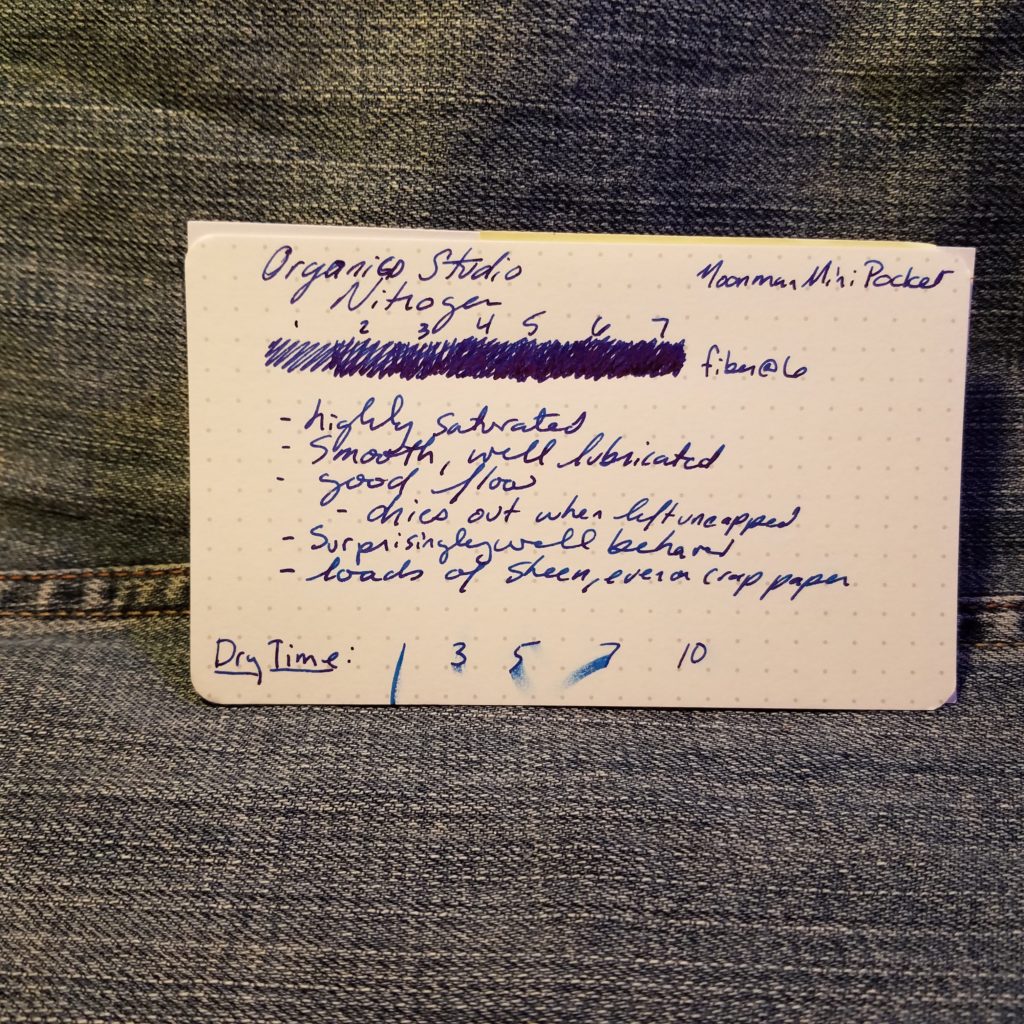 Organics Studio
Moonman Mini Pocket
Nitrogen
1 2 3 4 5 6 7
fiber@6
- highly saturated
- Smooth, well lubricated
- good flow
- dries out when left uncapped
- Surprisingly well behaved
- loads of sheen, even on crap paper
Dry Time: 1 3 5 7 10